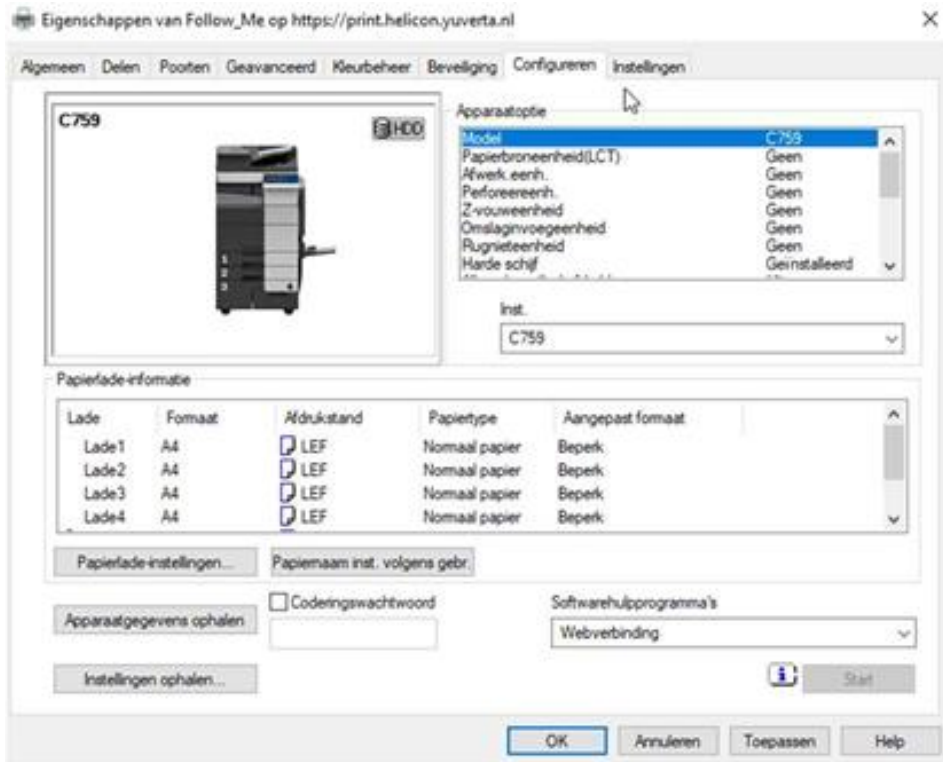 Eigenschappen van Follow_Me op https://print.helicon.yuverta.nl
Algemeen Delen Poorten Geavanceerd Kleurbeheer Beveiliging Configureren Instellingen
C759
HDD
1
2
3
Apparaatoptie
Model C759
Papierbroneenheid(LCT) Geen
Afwerk.eenh. Geen
Perforeereenh. Geen
Z-vouweenheid Geen
Omslaginvoegeenheid Geen
Rugnieteenheid Geen
Harde schijf Geïnstalleerd
Inst.
C759
Papierlade-informatie
Lade Formaat Afdrukstand Papiertype Aangepast formaat
Lade1 A4 LEF Normaal papier Beperk
Lade2 A4 LEF Normaal papier Beperk
Lade3 A4 LEF Normaal papier Beperk
Lade4 A4 LEF Normaal papier Beperk
Papierlade-instellingen... Papiernaam inst. volgens gebr.
Apparaatgegevens ophalen
Coderingswachtwoord
Softwarehulpprogramma's
Webverbinding
Instellingen ophalen...
Start
OK Annuleren Toepassen Help